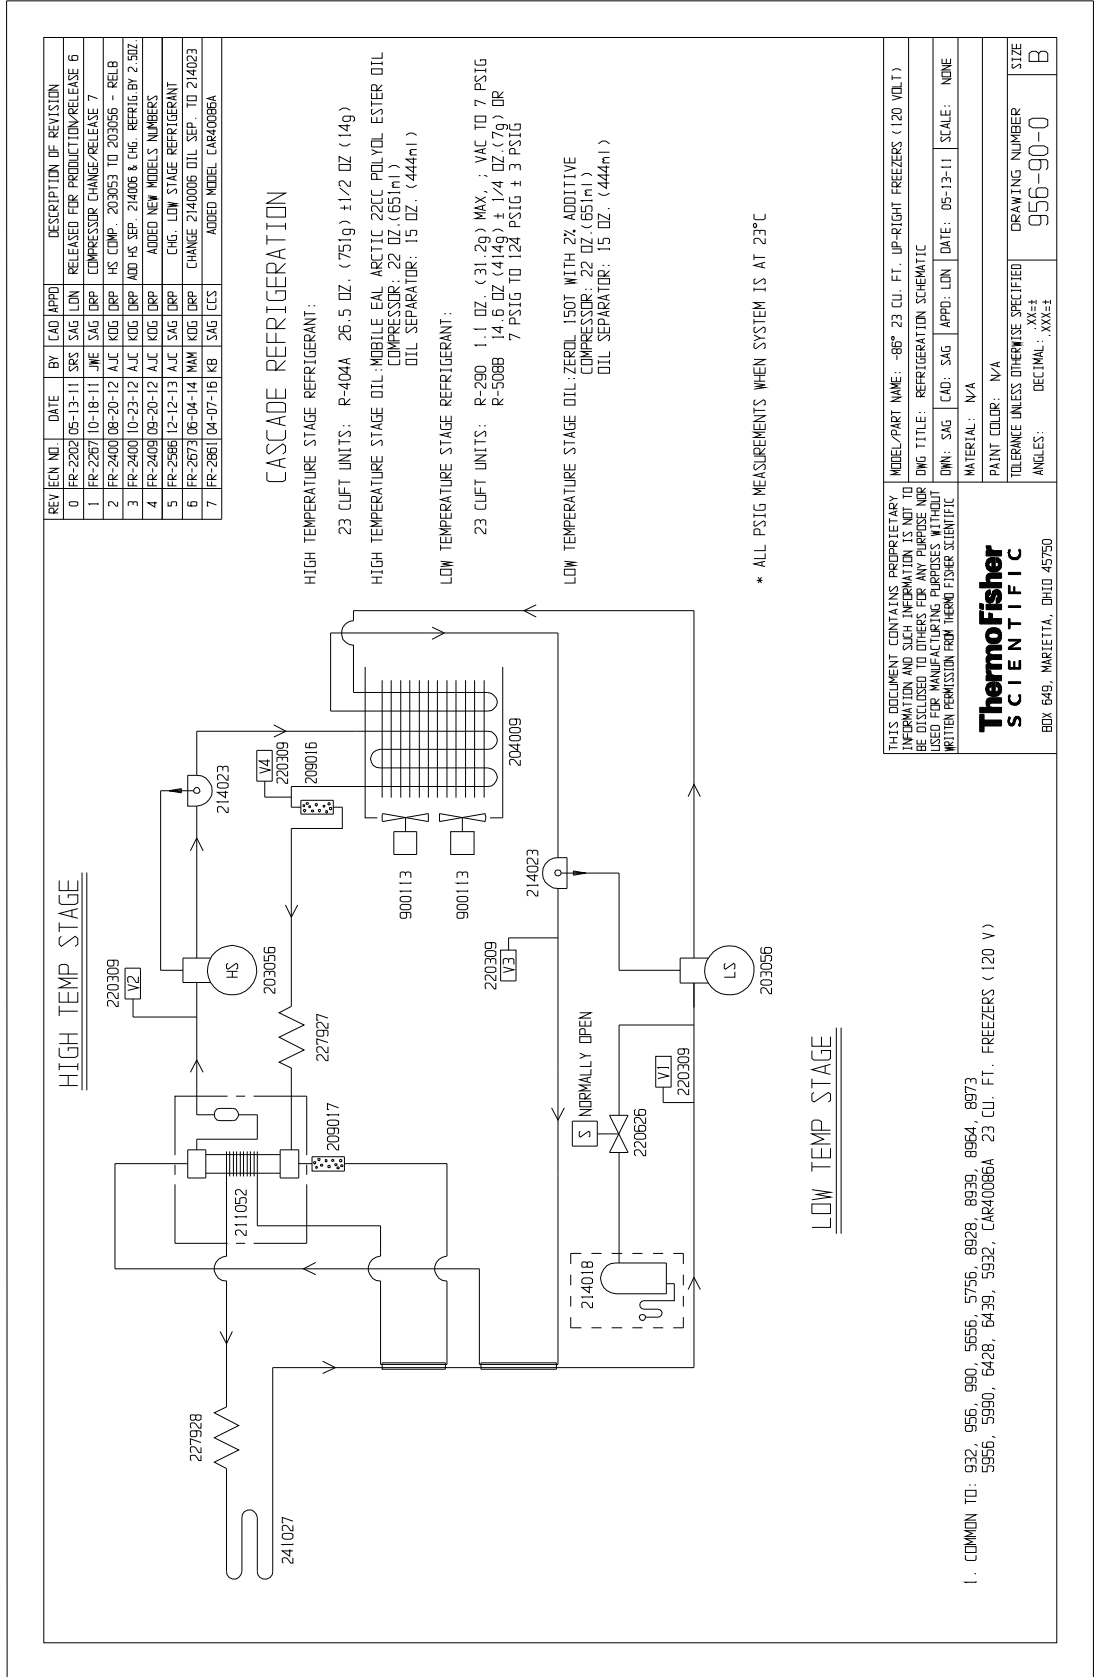 REV ECN NO. DATE BY CAD APPD DESCRIPTION OF REVISION
0 FR-2202 05-13-11 SRS SAG LON RELEASED FOR PRODUCTION/RELEASE 6
1 FR-2267 10-18-11 JWE SAG DRP COMPRESSOR CHANGE/RELEASE 7
2 FR-2400 08-20-12 AJC KDG DRP HS COMP. 203053 TO 203056 - REL8
3 FR-2400 10-23-12 AJC KDG DRP ADD HS SEP. 214006 & CHG. REFRIG.BY 2.5OZ.
4 FR-2409 09-20-12 AJC KDG DRP ADDED NEW MODELS NUMBERS
5 FR-2586 12-12-13 AJC SAG DRP CHG. LOW STAGE REFRIGERANT
6 FR-2673 06-04-14 MAM KDG DRP CHANGE 2140006 OIL SEP. TO 214023
7 FR-2861 04-07-16 KB SAG CCS ADDED MODEL CAR40086A
CASCADE REFRIGERATION
HIGH TEMPERATURE STAGE REFRIGERANT:
23 CUFT UNITS: R-404A 26.5 OZ. (751g) ±1/2 OZ (14g)
HIGH TEMPERATURE STAGE OIL:MOBILE EAL ARCTIC 22CC POLYOL ESTER OIL
COMPRESSOR: 22 OZ.(651ml)
OIL SEPARATOR: 15 OZ. (444ml)
LOW TEMPERATURE STAGE REFRIGERANT:
23 CUFT UNITS: R-290 1.1 OZ. (31.2g) MAX, ; VAC TO 7 PSIG
R-508B 14.6 OZ (414g) ± 1/4 OZ.(7g) OR
7 PSIG TO 124 PSIG ± 3 PSIG
LOW TEMPERATURE STAGE OIL:ZEROL 150T WITH 2% ADDITIVE
COMPRESSOR: 22 OZ.(651ml)
OIL SEPARATOR: 15 OZ. (444ml)
* ALL PSIG MEASUREMENTS WHEN SYSTEM IS AT 23°C
HIGH TEMP STAGE
220309
V2
HS
203056
214023
V4
220309
209016
204009
900113
900113
227927
209017
211052
227928
241027
214023
220309
V3
LS
203056
S
NORMALLY OPEN
220626
V1
220309
214018
LOW TEMP STAGE
1. COMMON TO: 932, 956, 990, 5656, 5756, 8928, 8939, 8964, 8973
5956, 5990, 6428, 6439, 5932, CAR40086A 23 CU. FT. FREEZERS (120 V)
THIS DOCUMENT CONTAINS PROPRIETARY
INFORMATION AND SUCH INFORMATION IS NOT TO
BE DISCLOSED TO OTHERS FOR ANY PURPOSE NOR
USED FOR MANUFACTURING PURPOSES WITHOUT
WRITTEN PERMISSION FROM THERMO FISHER SCIENTIFIC
ThermoFisher
SCIENTIFIC
BOX 649, MARIETTA, OHIO 45750
MODEL/PART NAME: -86° 23 CU. FT. UP-RIGHT FREEZERS (120 VOLT)
DWG TITLE: REFRIGERATION SCHEMATIC
DWN: SAG CAD: SAG APPD: LON DATE: 05-13-11 SCALE: NONE
MATERIAL: N/A
PAINT COLOR: N/A
TOLERANCE UNLESS OTHERWISE SPECIFIED
ANGLES: DECIMAL: .XX=±
.XXX=±
DRAWING NUMBER
956-90-0
SIZE
B